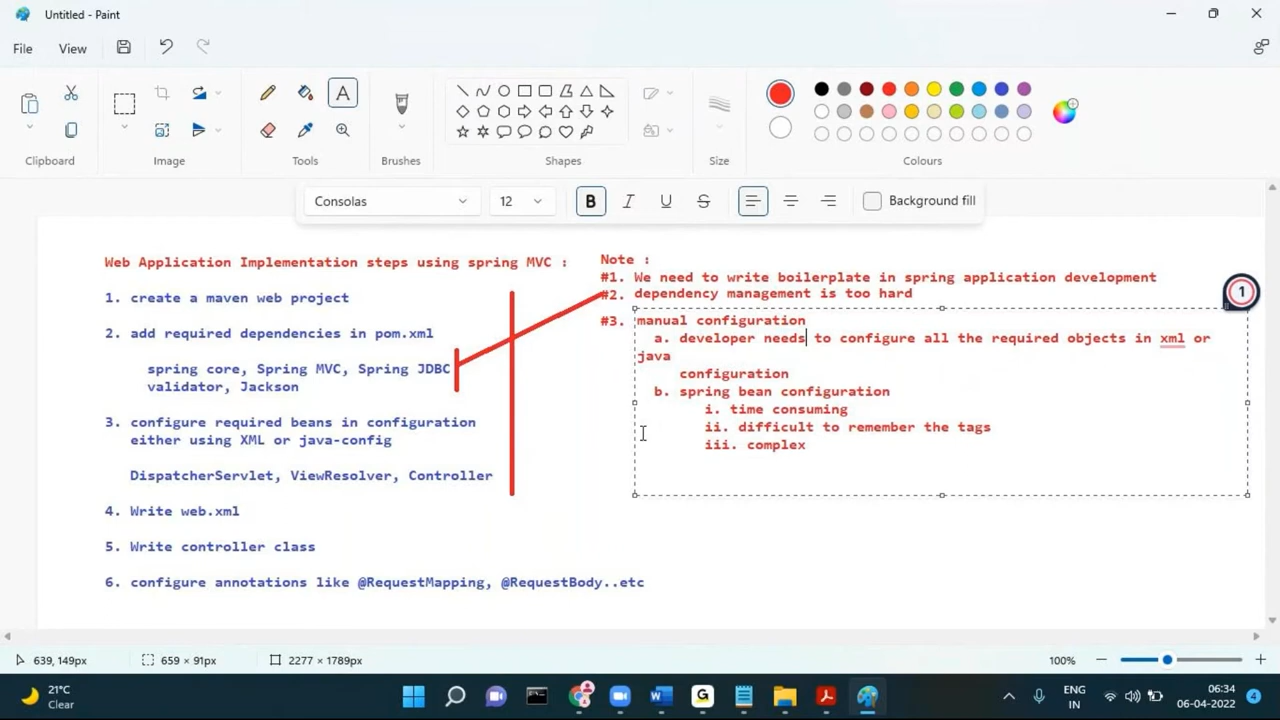 Untitled - Paint
File
View
Clipboard
Image
Tools
Brushes
Shapes
Size
Colours
Consolas
12
B
I
U
S
Background fill
Web Application Implementation steps using spring MVC :
1. create a maven web project
2. add required dependencies in pom.xml
spring core, Spring MVC, Spring JDBC
validator, Jackson
3. configure required beans in configuration
either using XML or java-config
DispatcherServlet, ViewResolver, Controller
4. Write web.xml
5. Write controller class
6. configure annotations like @RequestMapping, @RequestBody..etc
Note :
#1. We need to write boilerplate in spring application development
#2. dependency management is too hard
#3. manual configuration
a. developer needs to configure all the required objects in xml or
java
configuration
b. spring bean configuration
i. time consuming
ii. difficult to remember the tags
iii. complex
1
639, 149px
659 × 91px
2277 × 1789px
100%
21°C
Clear
ENG
IN
06:34
06-04-2022
4